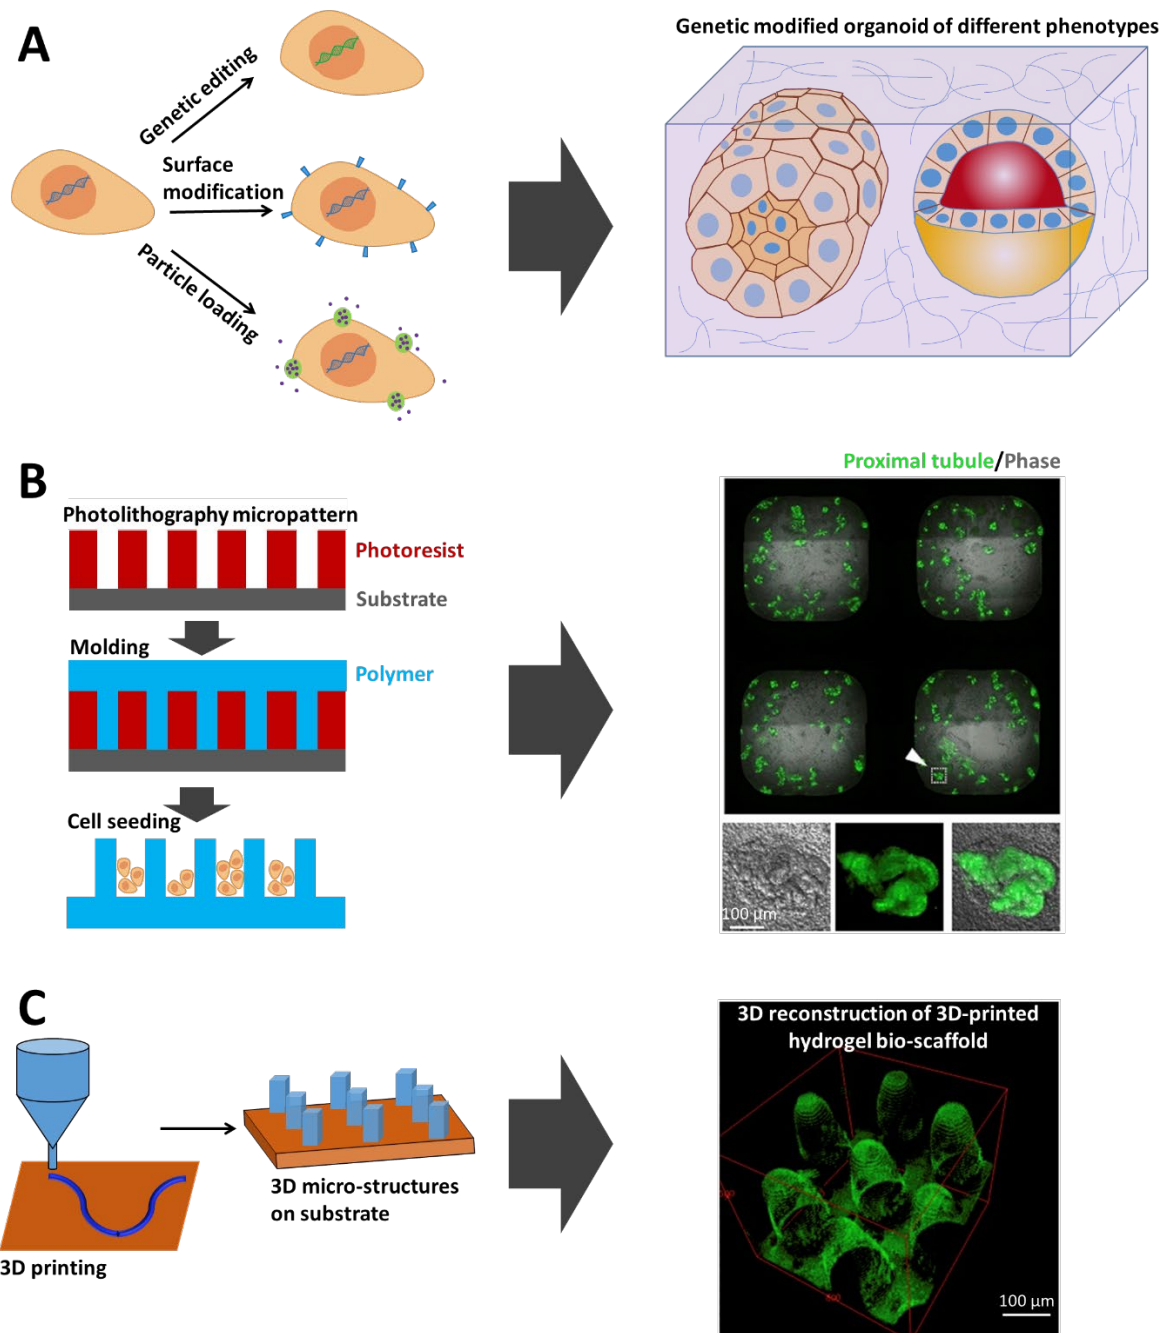 A
Genetic modified organoid of different phenotypes
Genetic editing
Surface
modification
Particle loading
B
Proximal tubule/Phase
Photolithography micropattern
Photoresist
Substrate
Molding
Polymer
Cell seeding
100 µm
C
3D reconstruction of 3D-printed
hydrogel bio-scaffold
3D micro-structures
on substrate
3D printing
100 µm